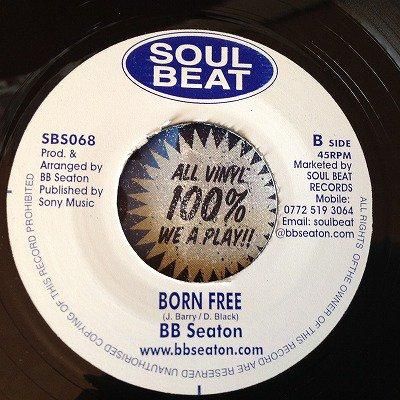 SOUL
BEAT
SBS068
Prod. &
Arranged by
BB Seaton
Published by
Sony Music
B SIDE
45RPM
Marketed by
SOUL BEAT
RECORDS
Mobile:
0772 519 3064
Email: soulbeat
@bbseaton.com
ALL VINYL
100%
WE A PLAY!!
BORN FREE
(J. Barry / D. Black)
BB Seaton
www.bbseaton.com
ALL RIGHTS OFTHE OWNER OF THIS RECORD ARE RESERVED UNAUTHORISED COPYING OF THIS RECORD PROHIBITED